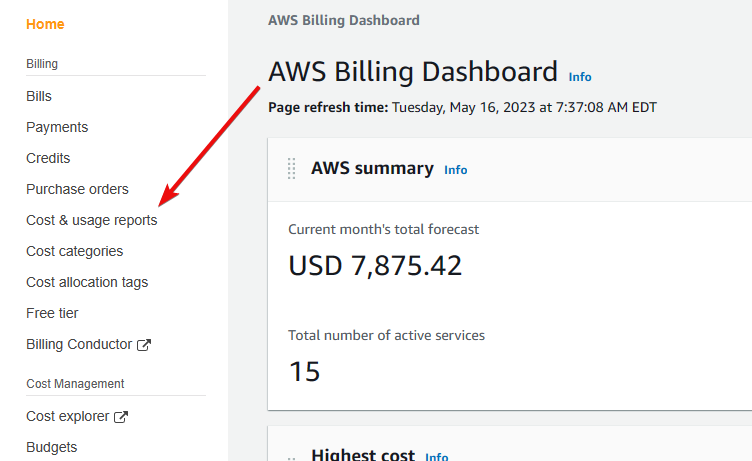 Home
Billing
Bills
Payments
Credits
Purchase orders
Cost & usage reports
Cost categories
Cost allocation tags
Free tier
Billing Conductor
Cost Management
Cost explorer
Budgets
AWS Billing Dashboard
AWS Billing Dashboard Info
Page refresh time: Tuesday, May 16, 2023 at 7:37:08 AM EDT
AWS summary Info
Current month's total forecast
USD 7,875.42
Total number of active services
15
Highest cost Info